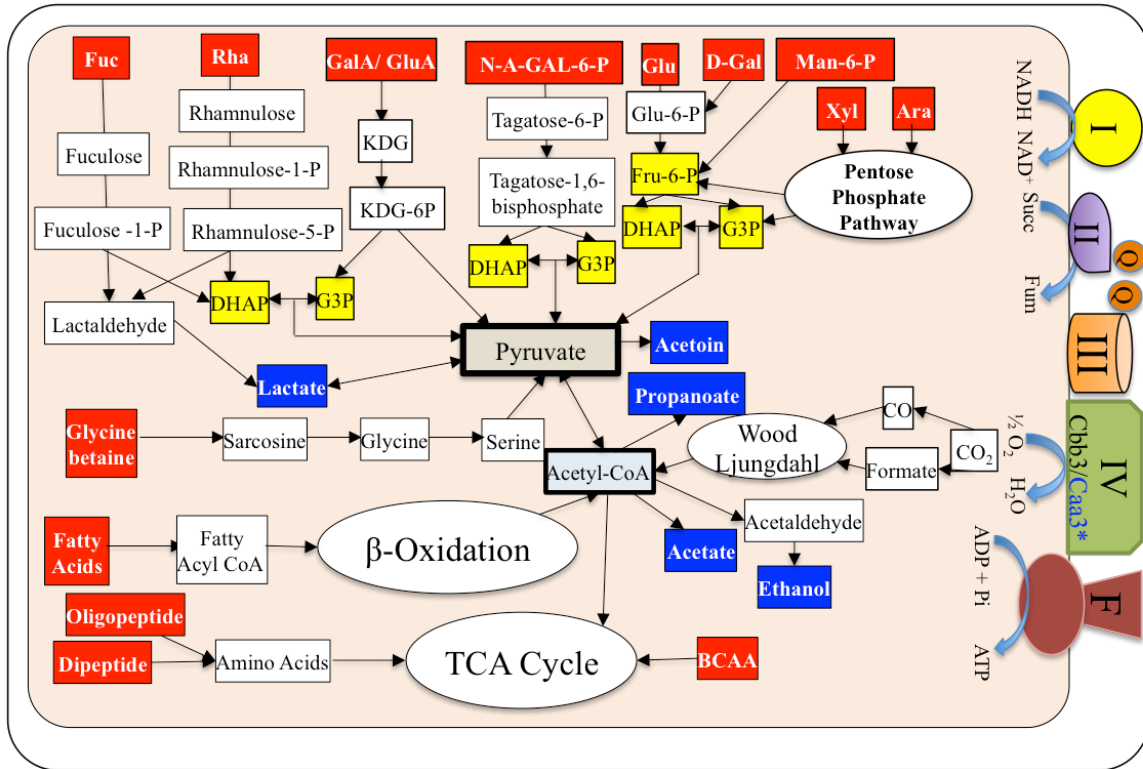 Fuc
Rha
GalA/ GluA
N-A-GAL-6-P
Glu
D-Gal
Man-6-P
Rhamnulose
Tagatose-6-P
Glu-6-P
Xyl
Ara
Fuculose
KDG
Rhamnulose-1-P
Tagatose-1,6-
bisphosphate
Fru-6-P
Pentose
Phosphate
Pathway
KDG-6P
Fuculose -1-P
Rhamnulose-5-P
DHAP
G3P
DHAP
G3P
DHAP
G3P
Lactaldehyde
Pyruvate
Acetoin
Lactate
Propanoate
Glycine
betaine
Sarcosine
Glycine
Serine
Acetyl-CoA
Wood
Ljungdahl
CO
CO2
Formate
Fatty
Acids
Fatty
Acyl CoA
β-Oxidation
Acetaldehyde
Acetate
Ethanol
Oligopeptide
Dipeptide
Amino Acids
TCA Cycle
BCAA
NADH NAD+
I
Succ
Fum
II
Q
Q
III
½ O2
H2O
IV
Cbb3/Caa3*
ADP + Pi
ATP
F